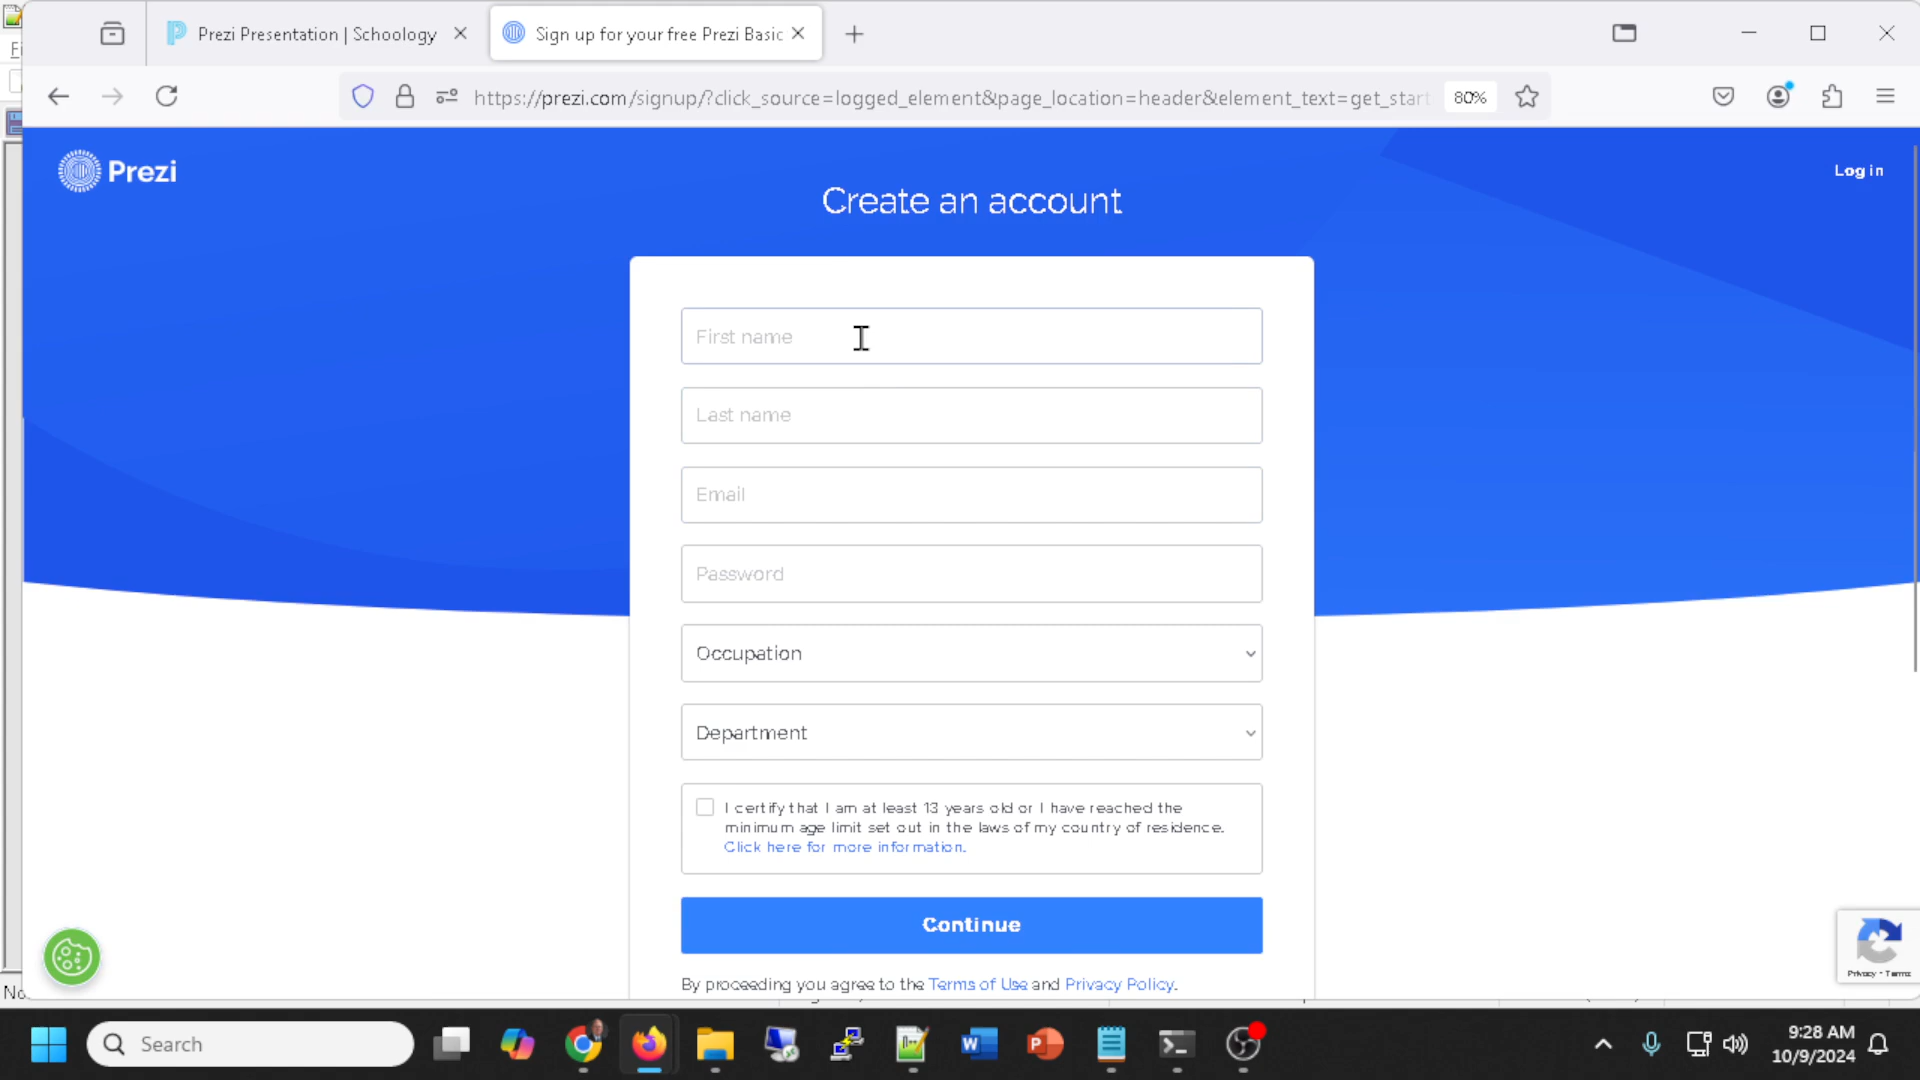 Prezi Presentation | Schoology
Sign up for your free Prezi Basic
https://prezi.com/signup/?click_source=logged_element&page_location=header&element_text=get_start
80%
Prezi
Log in
Create an account
First name
Last name
Email
Password
Occupation
Department
I certify that I am at least 13 years old or I have reached the
minimum age limit set out in the laws of my country of residence.
Click here for more information.
Continue
Privacy - Terms
By proceeding you agree to the Terms of Use and Privacy Policy.
Search
9:28 AM
10/9/2024